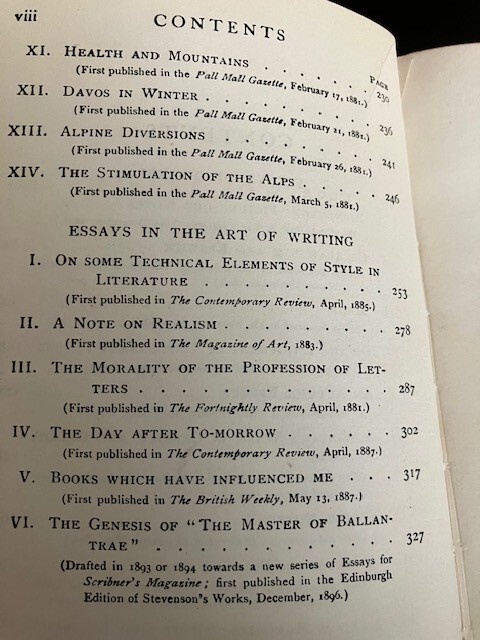 viii CONTENTS
PAGE
XI. HEALTH AND MOUNTAINS . . . . . . . 230
(First published in the Pall Mall Gazette, February 17, 1881.)
XII. DAVOS IN WINTER . . . . . . . . . 236
(First published in the Pall Mall Gazette, February 21, 1881.)
XIII. ALPINE DIVERSIONS . . . . . . . . 241
(First published in the Pall Mall Gazette, February 26, 1881.)
XIV. THE STIMULATION OF THE ALPS . . . . . 246
(First published in the Pall Mall Gazette, March 5, 1881.)
ESSAYS IN THE ART OF WRITING
I. ON SOME TECHNICAL ELEMENTS OF STYLE IN
LITERATURE . . . . . . . . . 253
(First published in The Contemporary Review, April, 1885.)
II. A NOTE ON REALISM . . . . . . . . 278
(First published in The Magazine of Art, 1883.)
III. THE MORALITY OF THE PROFESSION OF LET-
TERS . . . . . . . . . . . . 287
(First published in The Fortnightly Review, April, 1881.)
IV. THE DAY AFTER TO-MORROW . . . . . . 302
(First published in The Contemporary Review, April, 1887.)
V. BOOKS WHICH HAVE INFLUENCED ME . . . 317
(First published in The British Weekly, May 13, 1887.)
VI. THE GENESIS OF "THE MASTER OF BALLAN-
TRAE" . . . . . . . . . . . 327
(Drafted in 1893 or 1894 towards a new series of Essays for
Scribner's Magazine; first published in the Edinburgh
Edition of Stevenson's Works, December, 1896.)